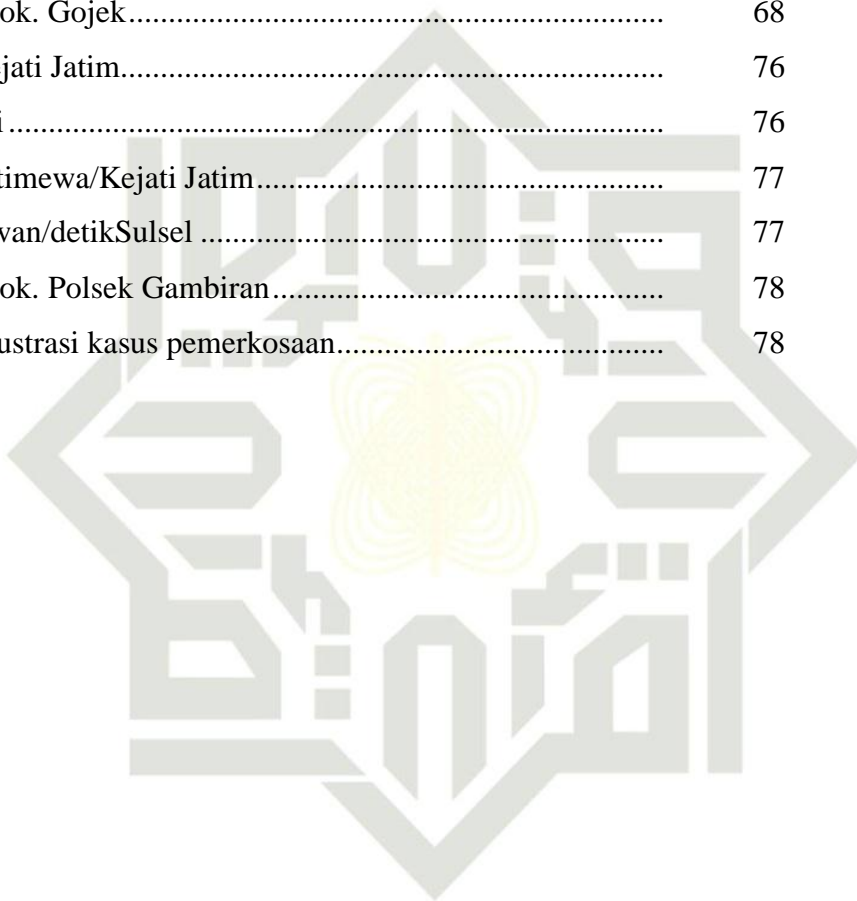 ok. Gojek.................................................................... 68
ejati Jatim..................................................................... 76
i .................................................................................. 76
timewa/Kejati Jatim................................................... 77
wan/detikSulsel .......................................................... 77
ok. Polsek Gambiran................................................. 78
ustrasi kasus pemerkosaan......................................... 78